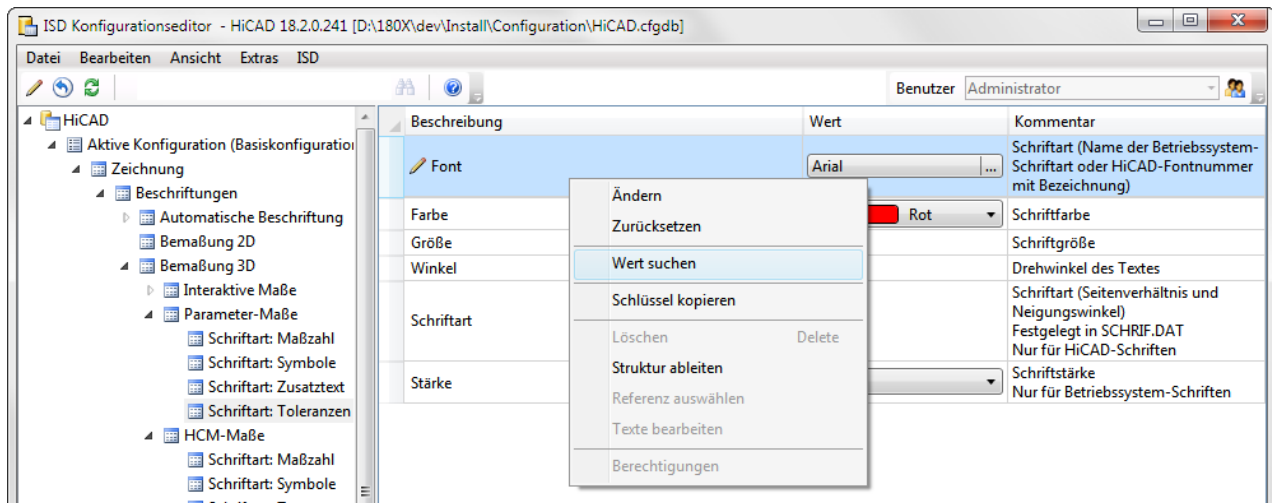 ISD Konfigurationseditor - HiCAD 18.2.0.241 [D:\180X\dev\Install\Configuration\HiCAD.cfgdb]
Datei Bearbeiten Ansicht Extras ISD
Benutzer Administrator
HiCAD
Aktive Konfiguration (Basiskonfiguration
Zeichnung
Beschriftungen
Automatische Beschriftung
Bemaßung 2D
Bemaßung 3D
Interaktive Maße
Parameter-Maße
Schriftart: Maßzahl
Schriftart: Symbole
Schriftart: Zusatztext
Schriftart: Toleranzen
HCM-Maße
Schriftart: Maßzahl
Schriftart: Symbole
Beschreibung Wert Kommentar
Font Arial ... Schriftart (Name der Betriebssystem-
Schriftart oder HiCAD-Fontnummer
mit Bezeichnung)
Farbe Rot Schriftfarbe
Größe Schriftgröße
Winkel Drehwinkel des Textes
Schriftart Schriftart (Seitenverhältnis und
Neigungswinkel)
Festgelegt in SCHRIF.DAT
Nur für HiCAD-Schriften
Stärke Schriftstärke
Nur für Betriebssystem-Schriften
Ändern
Zurücksetzen
Wert suchen
Schlüssel kopieren
Löschen Delete
Struktur ableiten
Referenz auswählen
Texte bearbeiten
Berechtigungen